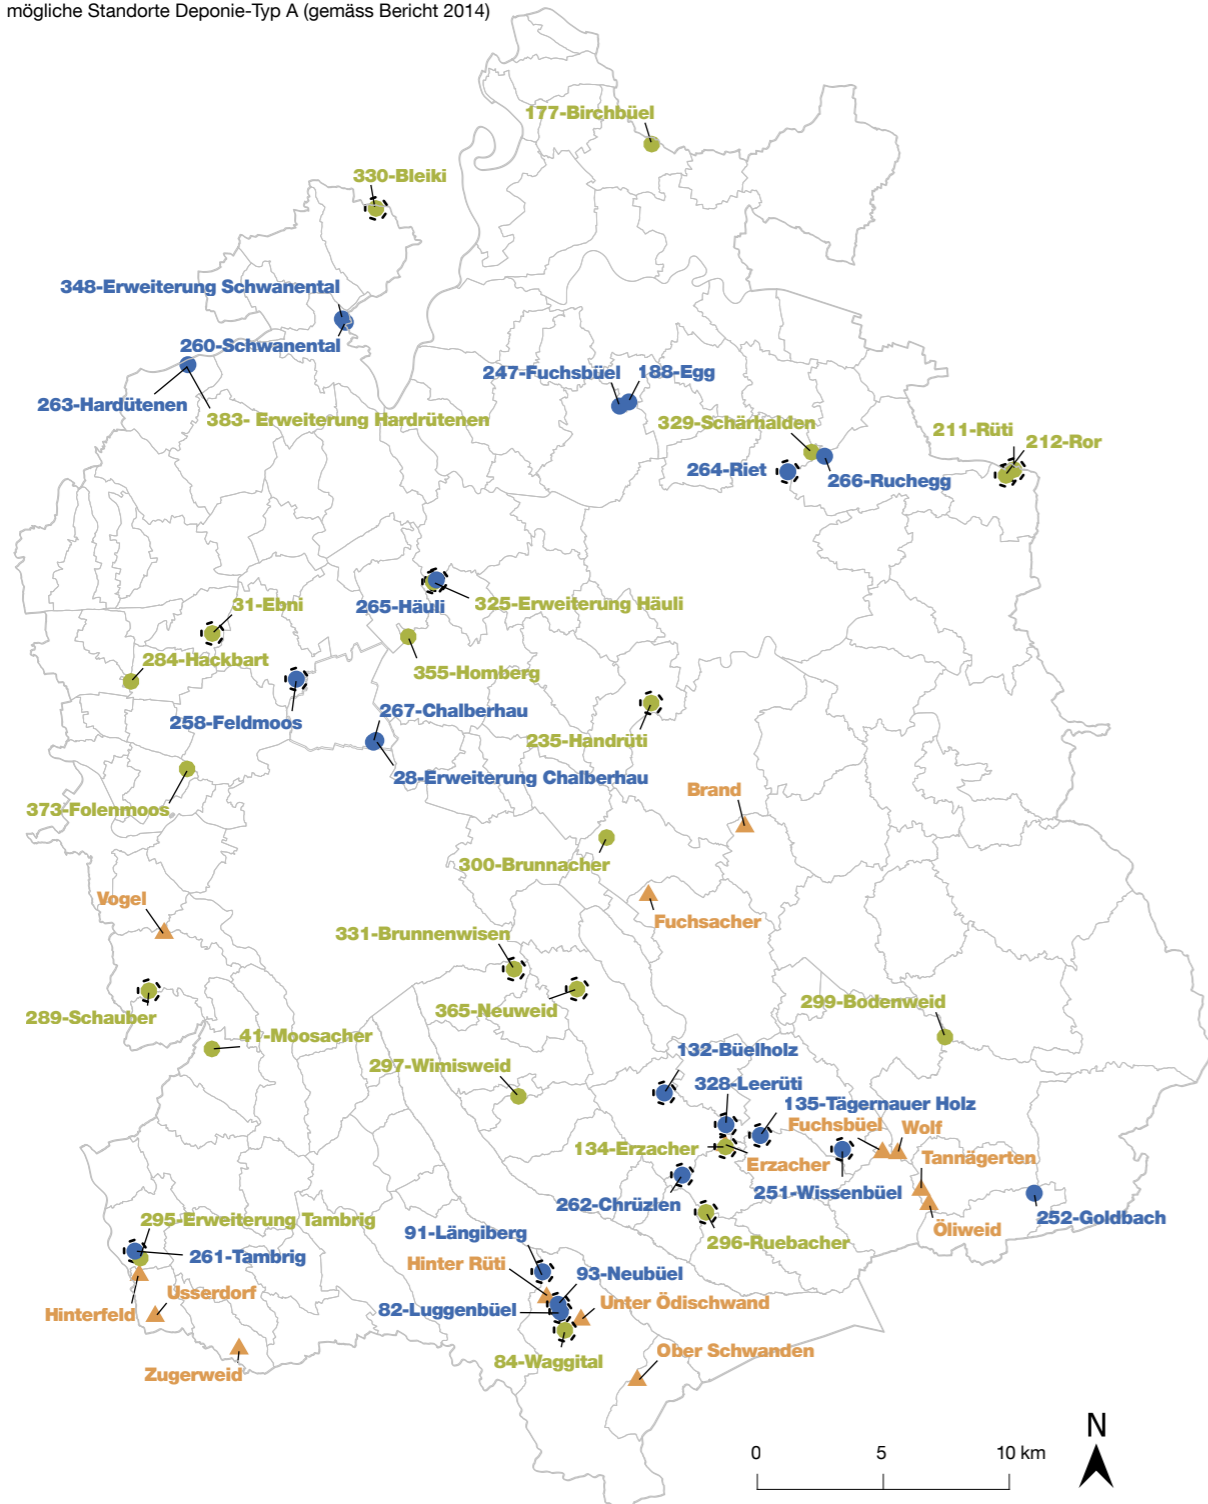 mögliche Standorte Deponie-Typ A (gemäss Bericht 2014)
177-Birchbüel
330-Bleiki
348-Erweiterung Schwanental
260-Schwanental
247-Fuchsbüel
188-Egg
263-Hardütenen
383- Erweiterung Hardrütenen
329-Schärhalden
211-Rüti
212-Ror
264-Riet
266-Ruchegg
31-Ebni
265-Häuli
325-Erweiterung Häuli
284-Hackbart
355-Homberg
258-Feldmoos
267-Chalberhau
235-Handrüti
28-Erweiterung Chalberhau
Brand
373-Folenmoos
300-Brunnacher
Vogel
Fuchsacher
331-Brunnenwisen
299-Bodenweid
365-Neuweid
289-Schauber
41-Moosacher
132-Büelholz
297-Wimisweid
328-Leerüti
135-Tägernauer Holz
Fuchsbüel
Wolf
134-Erzacher
Erzacher
Tannägerten
251-Wissenbüel
262-Chrüzlen
295-Erweiterung Tambrig
252-Goldbach
Öliweid
91-Längiberg
296-Ruebacher
261-Tambrig
Hinter Rüti
93-Neubüel
Usserdorf
Unter Ödischwand
82-Luggenbüel
Hinterfeld
Ober Schwanden
84-Waggital
Zugerweid
N
0 5 10 km